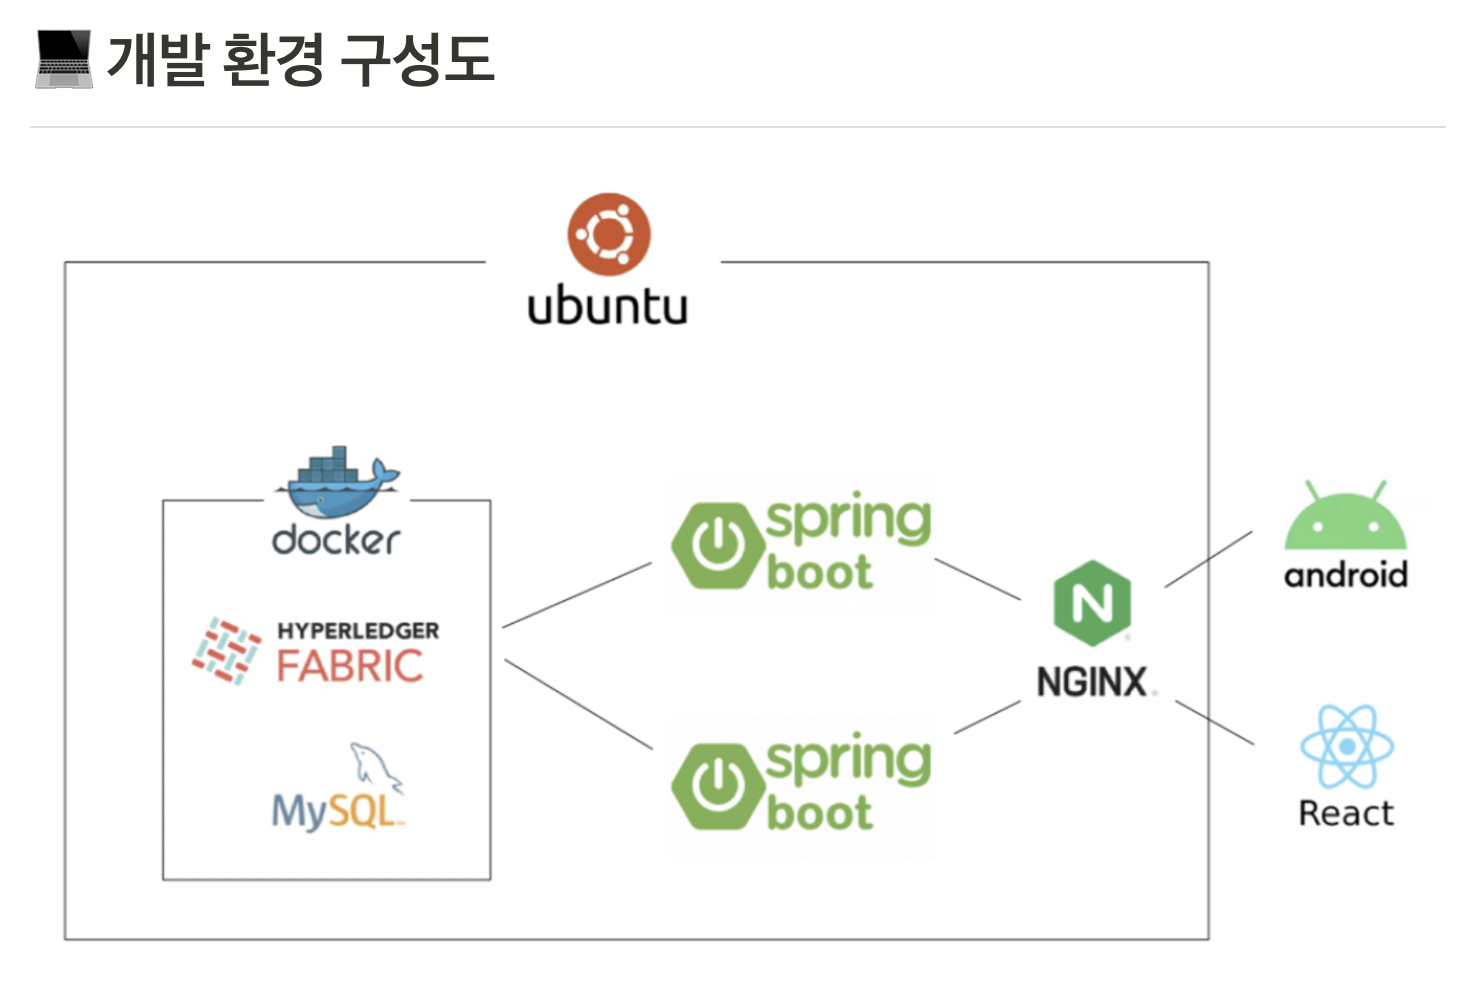 개발 환경 구성도
ubuntu
docker
HYPERLEDGER
FABRIC
MySQL
spring
boot
spring
boot
NGINX
android
React